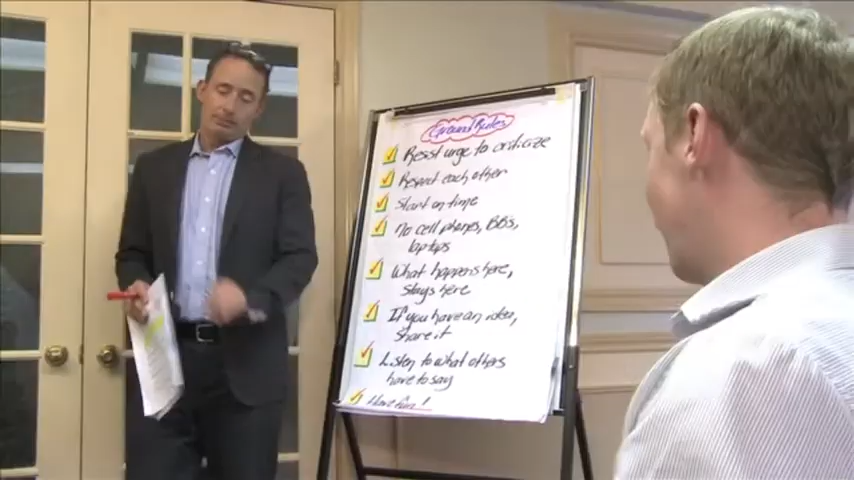 Ground Rules
Resist urge to criticize
Respect each other
Start on time
No cell phones, BB's,
laptops
What happens here,
stays here
If you have an idea,
share it
Listen to what others
have to say
Have fun!